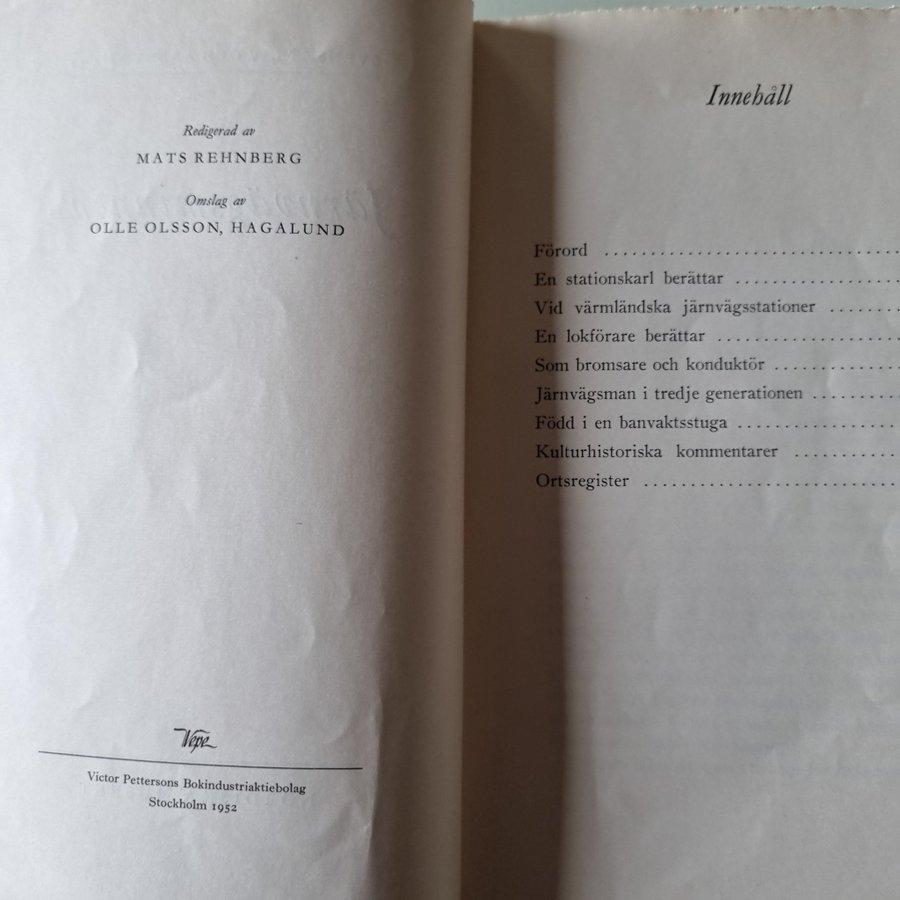 Redigerad av
MATS REHNBERG
Omslag av
OLLE OLSSON, HAGALUND
Vepe
Victor Pettersons Bokindustriaktiebolag
Stockholm 1952
Innehåll
Förord ................................
En stationskarl berättar ..................
Vid värmländska järnvägsstationer ........
En lokförare berättar ....................
Som bromsare och konduktör ..............
Järnvägsman i tredje generationen ..........
Född i en banvaktsstuga ..................
Kulturhistoriska kommentarer ............
Ortsregister ............................